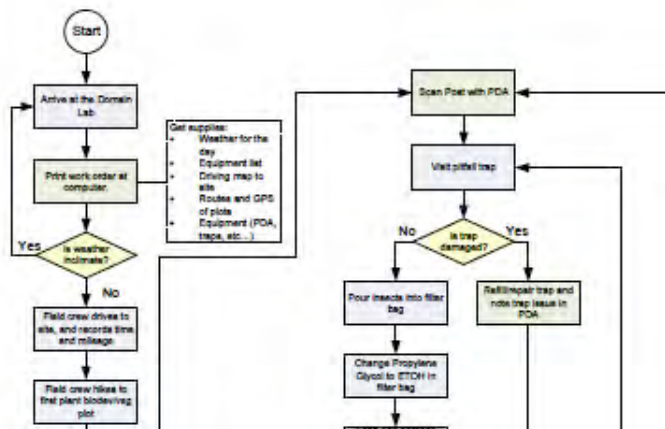 Start
Arrive at the Domain
Lab
Print work order at
computer.
Get supplies:
+ Weather for the
day
+ Equipment list
+ Driving map to
site
+ Routes and GPS
of plots
+ Equipment (PDA,
traps, etc...)
Yes
Is weather
inclimate?
No
Field crew drives to
site, and records time
and mileage
Field crew hikes to
first plant biodev/veg
plot
Scan Post with PDA
Visit pitfall trap
No
Is trap
damaged?
Yes
Pour insects into filter
bag
Refill/repair trap and
note trap issue in
PDA
Change Propylene
Glycol to ETOH in
filter bag